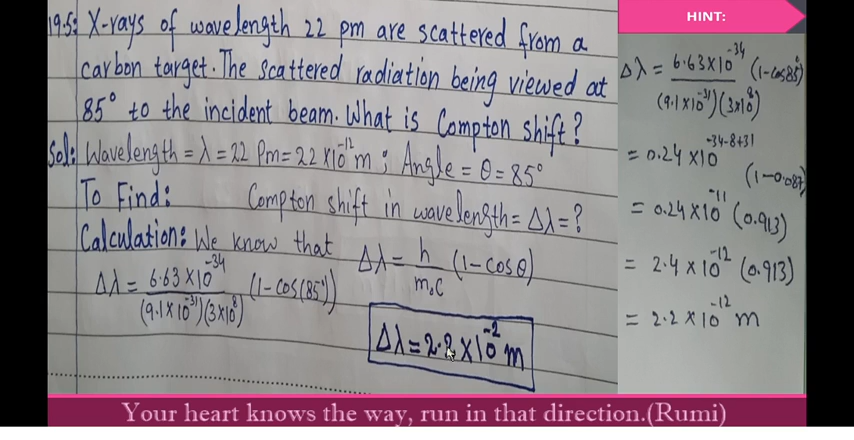 19.5: X-rays of wavelength 22 pm are scattered from a
carbon target. The scattered radiation being viewed at
85° to the incident beam. What is Compton shift?
Sol: Wavelength = λ = 22 Pm = 22 × 10⁻¹² m ; Angle = θ = 85°
To Find: Compton shift in wavelength = Δλ = ?
Calculation: We know that Δλ = h / m₀c (1 - cosθ)
Δλ = 6.63 × 10⁻³⁴ / (9.1 × 10⁻³¹)(3 × 10⁸) (1 - cos(85°))
Δλ = 2.2 × 10⁻² m
HINT:
Δλ = 6.63 × 10⁻³⁴ / (9.1 × 10⁻³¹)(3 × 10⁸) (1 - cos85°)
= 0.24 × 10⁻³⁴⁻⁸⁺³¹ (1 - 0.087)
= 0.24 × 10⁻¹¹ (0.913)
= 2.4 × 10⁻¹² (0.913)
= 2.2 × 10⁻¹² m
Your heart knows the way, run in that direction.(Rumi)